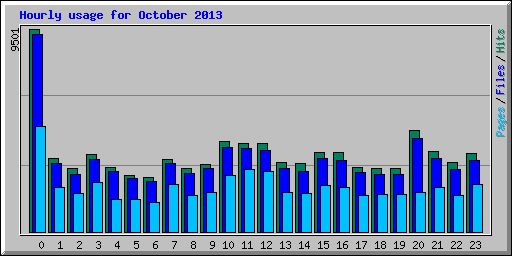 Hourly usage for October 2013
9501
Pages / Files / Hits
0 1 2 3 4 5 6 7 8 9 10 11 12 13 14 15 16 17 18 19 20 21 22 23